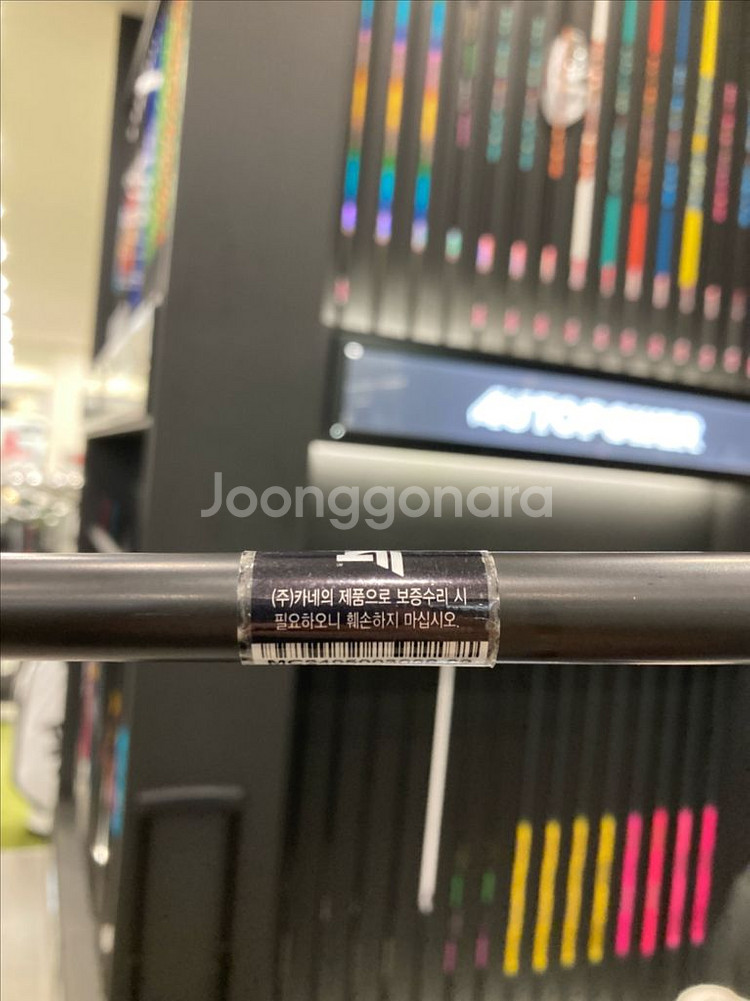 AUTOPOWER
Joonggonara
(주)카네의 제품으로 보증수리 시
필요하오니 훼손하지 마십시오.